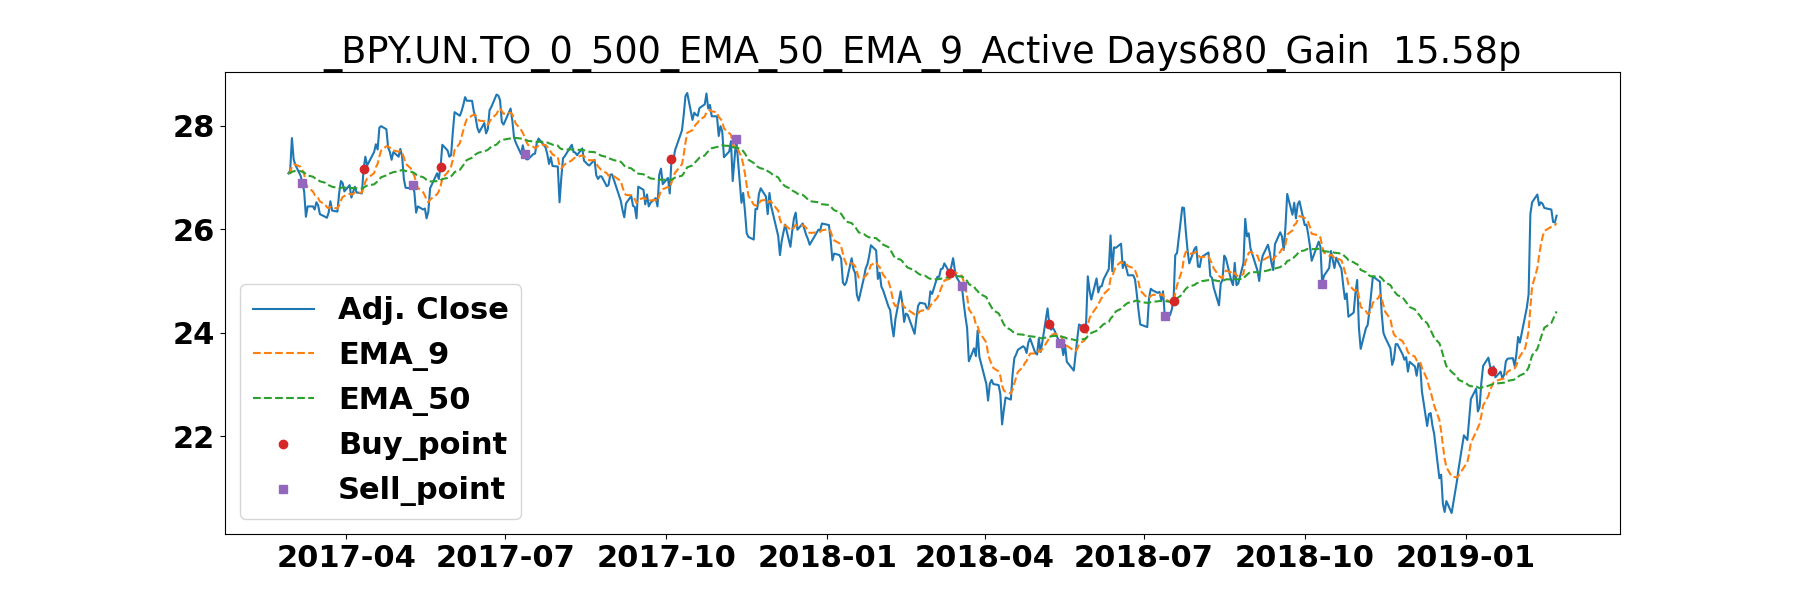 _BPY.UN.TO_0_500_EMA_50_EMA_9_Active Days680_Gain  15.58p
28
26
24
22
Adj. Close
EMA_9
EMA_50
Buy_point
Sell_point
2017-04 2017-07 2017-10 2018-01 2018-04 2018-07 2018-10 2019-01